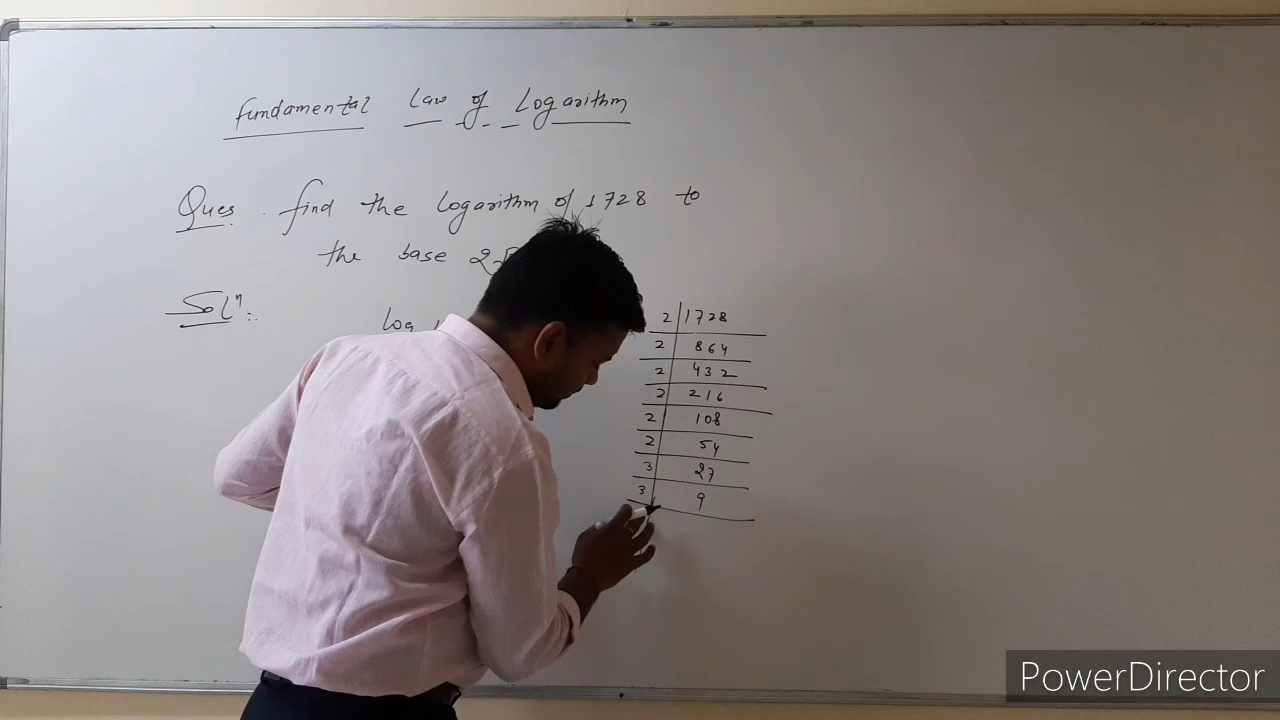 Fundamental Law of Logarithm
Ques. find the logarithm of 1728 to
the base 2√
Solⁿ:.
log
2 | 1728
2 | 864
2 | 432
2 | 216
2 | 108
2 | 54
3 | 27
3 | 9
PowerDirector